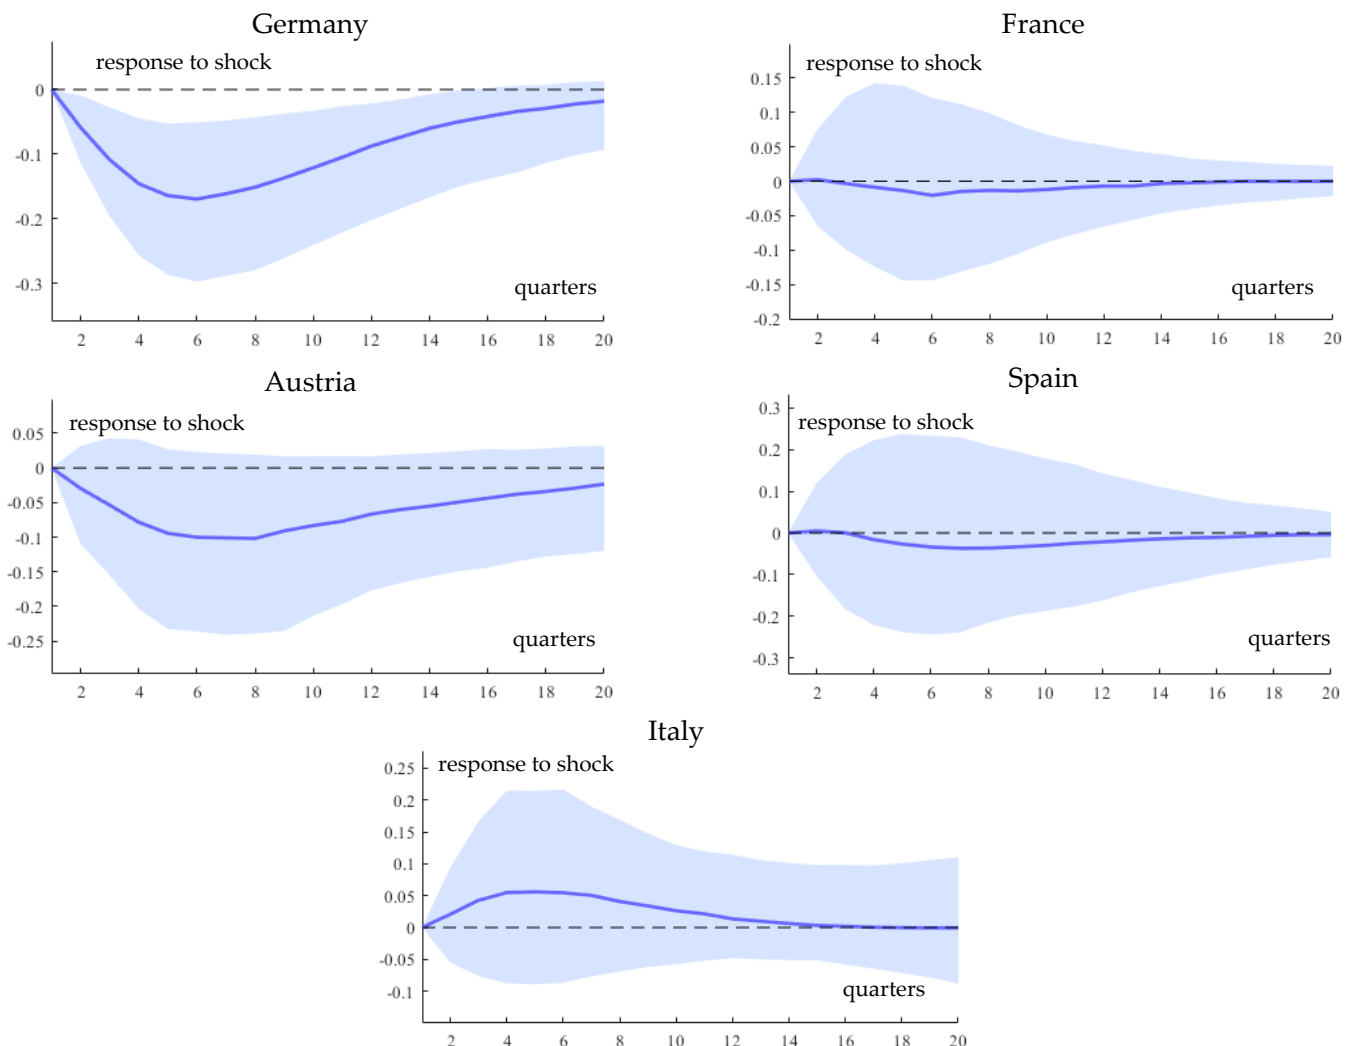 Germany
response to shock
0
-0.1
-0.2
-0.3
quarters
2 4 6 8 10 12 14 16 18 20
France
response to shock
0.15
0.1
0.05
0
-0.05
-0.1
-0.15
-0.2
quarters
2 4 6 8 10 12 14 16 18 20
Austria
response to shock
0.05
0
-0.05
-0.1
-0.15
-0.2
-0.25
quarters
2 4 6 8 10 12 14 16 18 20
Spain
response to shock
0.3
0.2
0.1
0
-0.1
-0.2
-0.3
quarters
2 4 6 8 10 12 14 16 18 20
Italy
response to shock
0.25
0.2
0.15
0.1
0.05
0
-0.05
-0.1
quarters
2 4 6 8 10 12 14 16 18 20